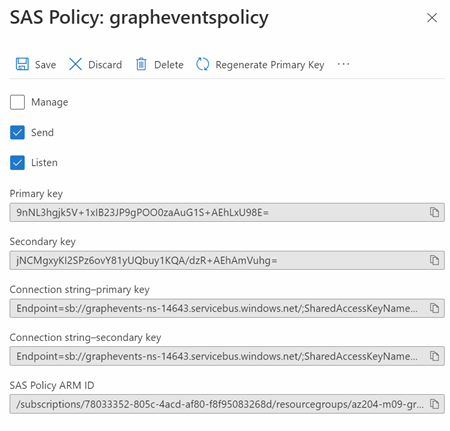 SAS Policy: grapheventspolicy
Save Discard Delete Regenerate Primary Key ...
Manage
Send
Listen
Primary key
9nNL3hgjk5V+1xIB23JP9gPOO0zaAuG1S+AEhLxU98E=
Secondary key
jNCMgxyKI2SPz6ovY81yUQbuy1KQA/dzR+AEhAmVuhg=
Connection string–primary key
Endpoint=sb://graphevents-ns-14643.servicebus.windows.net/;SharedAccessKeyName...
Connection string–secondary key
Endpoint=sb://graphevents-ns-14643.servicebus.windows.net/;SharedAccessKeyName...
SAS Policy ARM ID
/subscriptions/78033352-805c-4acd-af80-f8f95083268d/resourcegroups/az204-m09-gr...